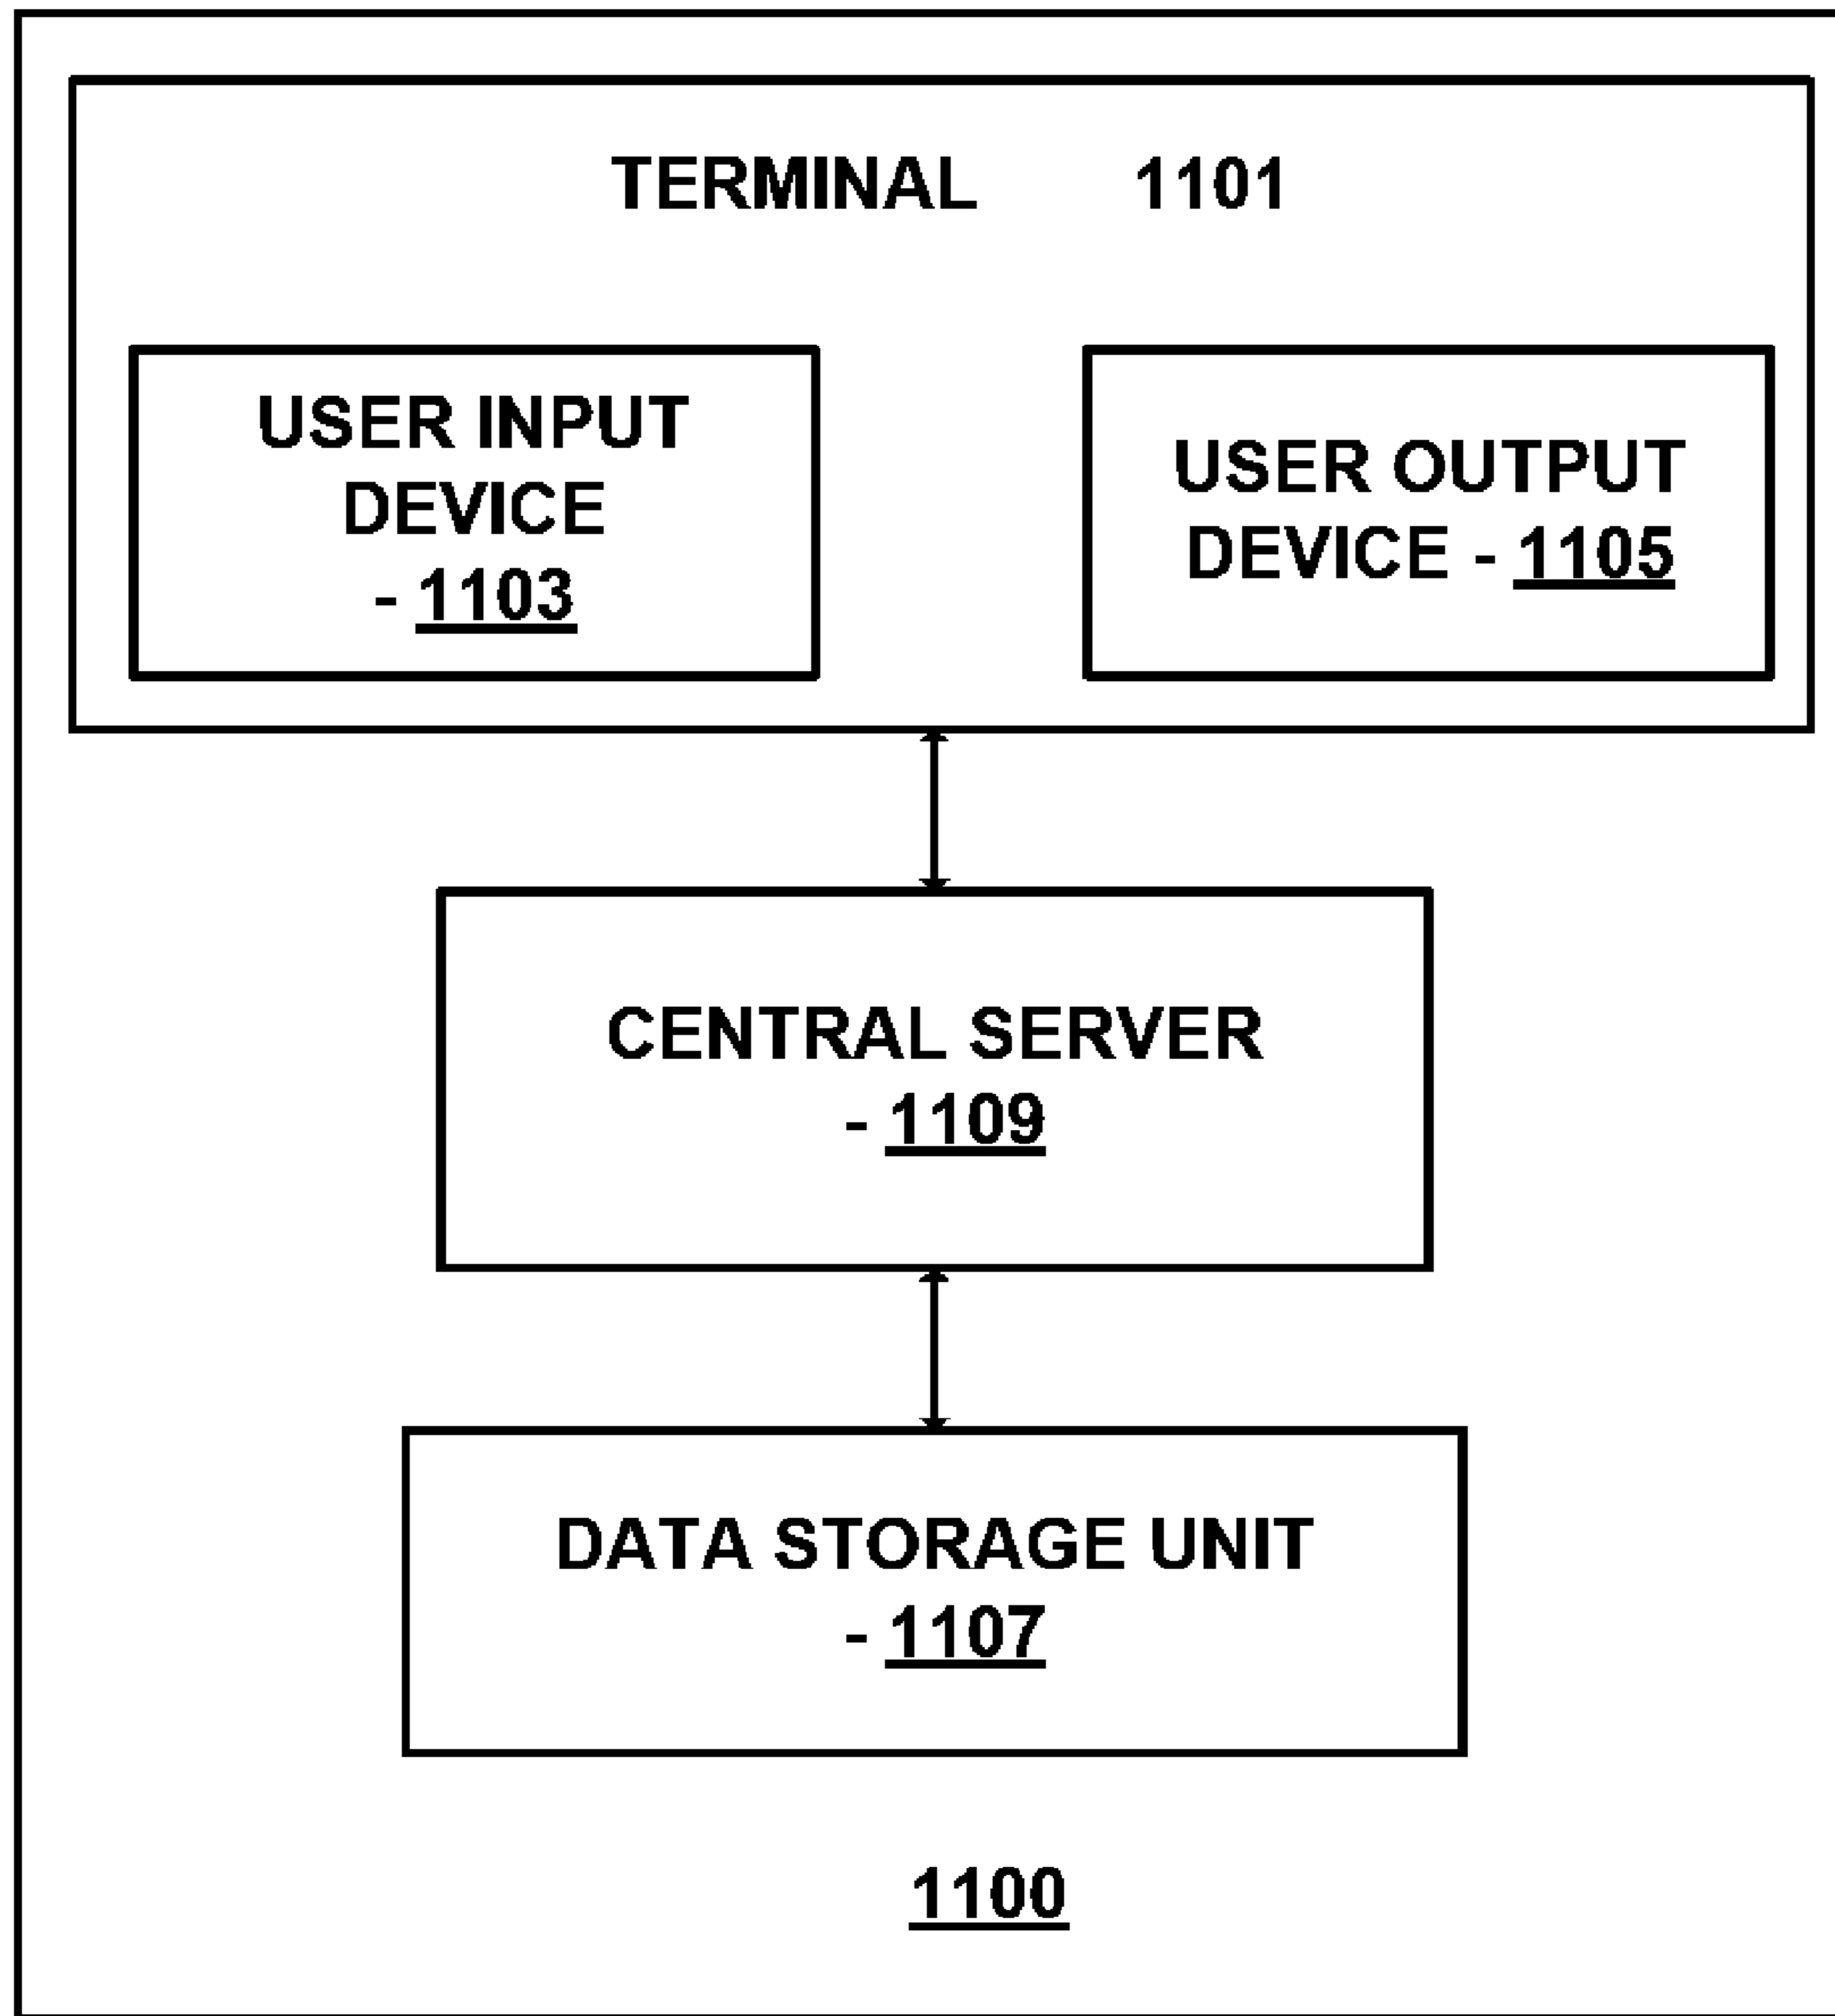 TERMINAL 1101
USER INPUT
DEVICE
- 1103
USER OUTPUT
DEVICE - 1105
CENTRAL SERVER
- 1109
DATA STORAGE UNIT
- 1107
1100